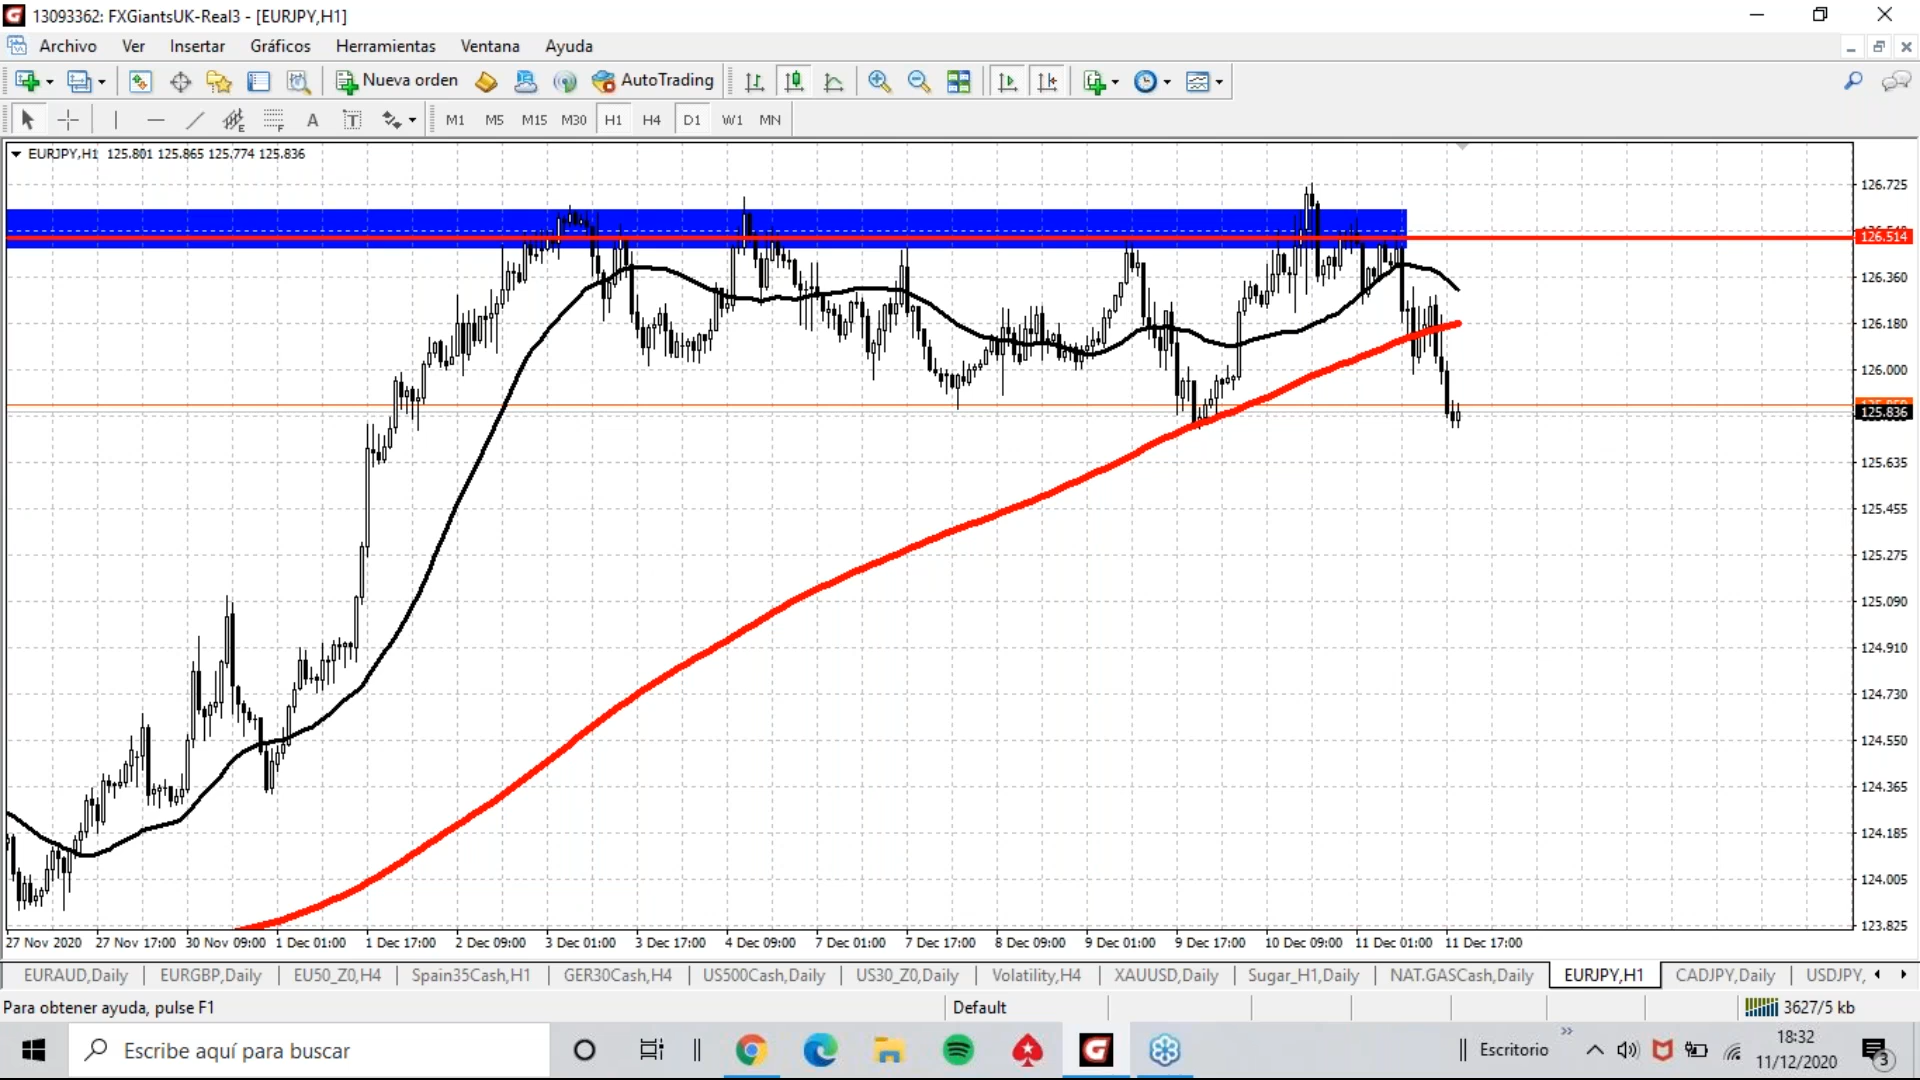 13093362: FXGiantsUK-Real3 - [EURJPY,H1]
Archivo Ver Insertar Gráficos Herramientas Ventana Ayuda
Nueva orden AutoTrading
A T M1 M5 M15 M30 H1 H4 D1 W1 MN
EURJPY,H1 125.801 125.865 125.774 125.836
126.725
126.514
126.360
126.180
126.000
125.836
125.635
125.455
125.275
125.090
124.910
124.730
124.550
124.365
124.185
124.005
123.825
27 Nov 2020 27 Nov 17:00 30 Nov 09:00 1 Dec 01:00 1 Dec 17:00 2 Dec 09:00 3 Dec 01:00 3 Dec 17:00 4 Dec 09:00 7 Dec 01:00 7 Dec 17:00 8 Dec 09:00 9 Dec 01:00 9 Dec 17:00 10 Dec 09:00 11 Dec 01:00 11 Dec 17:00
EURAUD,Daily EURGBP,Daily EU50_Z0,H4 Spain35Cash,H1 GER30Cash,H4 US500Cash,Daily US30_Z0,Daily Volatility,H4 XAUUSD,Daily Sugar_H1,Daily NAT.GASCash,Daily EURJPY,H1 CADJPY,Daily USDJPY,
Para obtener ayuda, pulse F1 Default 3627/5 kb
Escribe aquí para buscar Escritorio 18:32
11/12/2020 3